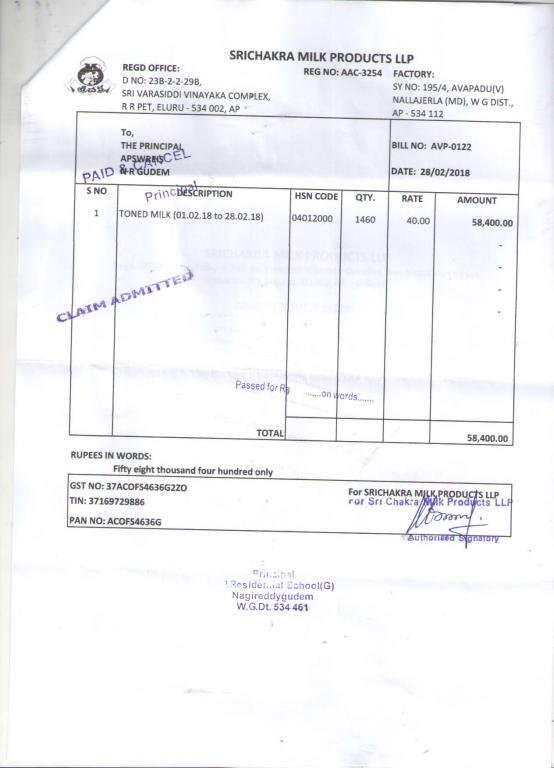 SRICHAKRA MILK PRODUCTS LLP
REGD OFFICE:
D NO: 23B-2-2-29B,
SRI VARASIDDI VINAYAKA COMPLEX,
R R PET, ELURU - 534 002, AP
REG NO: AAC-3254
FACTORY:
SY NO: 195/4, AVAPADU(V)
NALLAJERLA (MD), W G DIST.,
AP - 534 112
To,
THE PRINCIPAL
APSWREIS
N R GUDEM
PAID & CANCEL
Principal
BILL NO: AVP-0122
DATE: 28/02/2018
S NO DESCRIPTION HSN CODE QTY. RATE AMOUNT
1 TONED MILK (01.02.18 to 28.02.18) 04012000 1460 40.00 58,400.00
-
-
-
-
CLAIM ADMITTED
Passed for Rs ........on words.......
TOTAL 58,400.00
RUPEES IN WORDS:
Fifty eight thousand four hundred only
GST NO: 37ACOFS4636G2ZO
TIN: 37169729886
PAN NO: ACOFS4636G
For SRICHAKRA MILK PRODUCTS LLP
For Sri Chakra Milk Products LLP
Authorised Signatory
Principal
Residential School(G)
Nagireddygudem
W.G.Dt. 534 461